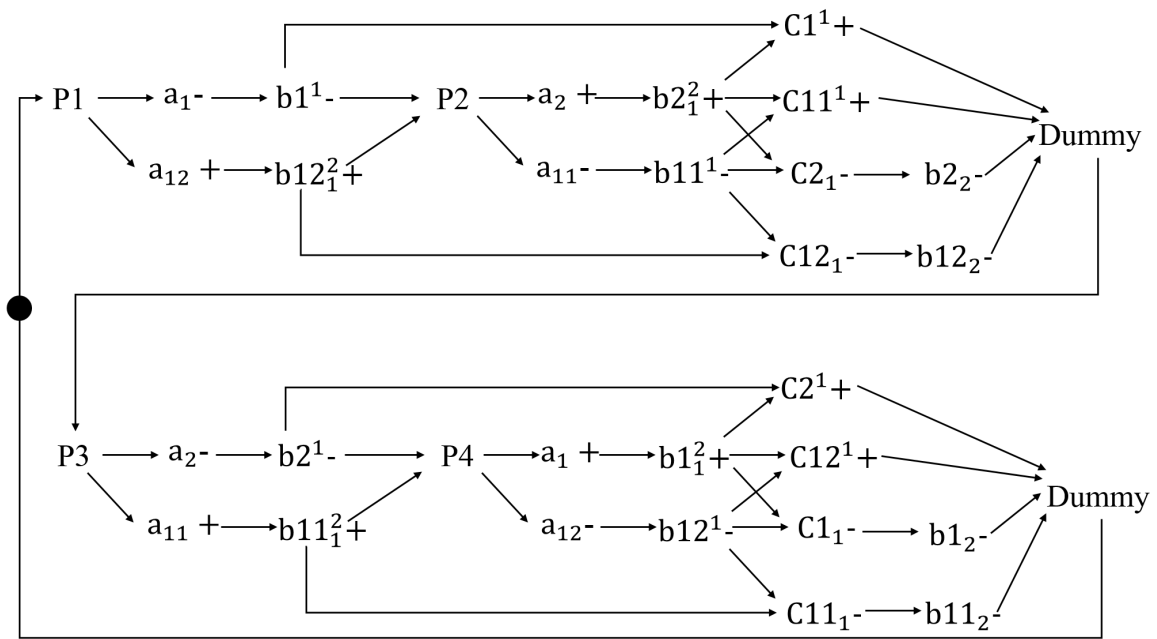 C1¹+
P1 a₁- b1¹- P2 a₂ + b2₁²+ C11¹+
Dummy
a₁₂ + b12₁²+ a₁₁- b11¹- C2₁- b2₂-
C12₁- b12₂-
C2¹+
P3 a₂- b2¹- P4 a₁ + b1₁²+ C12¹+
Dummy
a₁₁ + b11₁²+ a₁₂- b12¹- C1₁- b1₂-
C11₁- b11₂-